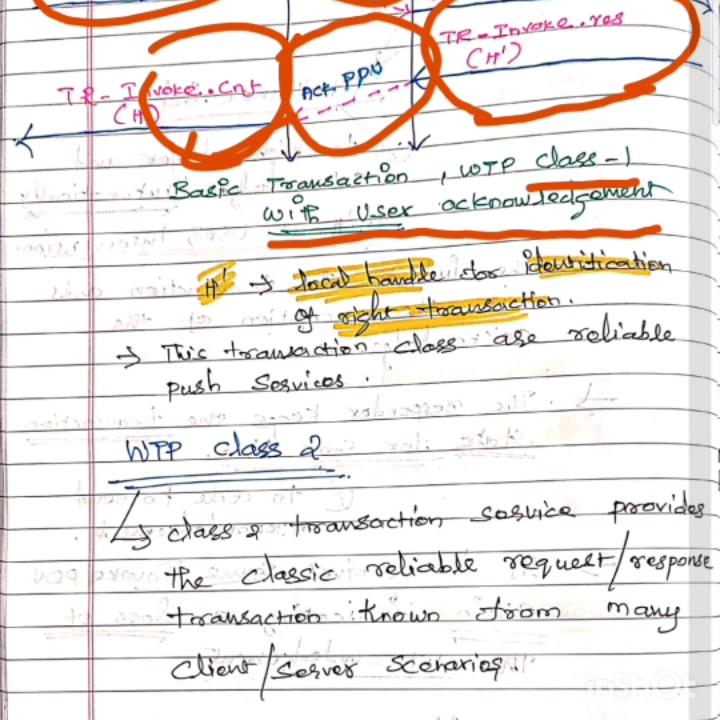 TR-Invoke.res
(H')
TR-Invoke.cnf
(H)
Ack PDU
Basic Transaction, WTP class-1
with User acknowledgement
H' → local handle for identification
of right transaction.
→ This transaction class are reliable
push services.
WTP class 2
↳ class 2 transaction service provides
the classic reliable request/response
transaction known from many
client/server scenarios.
InShOt